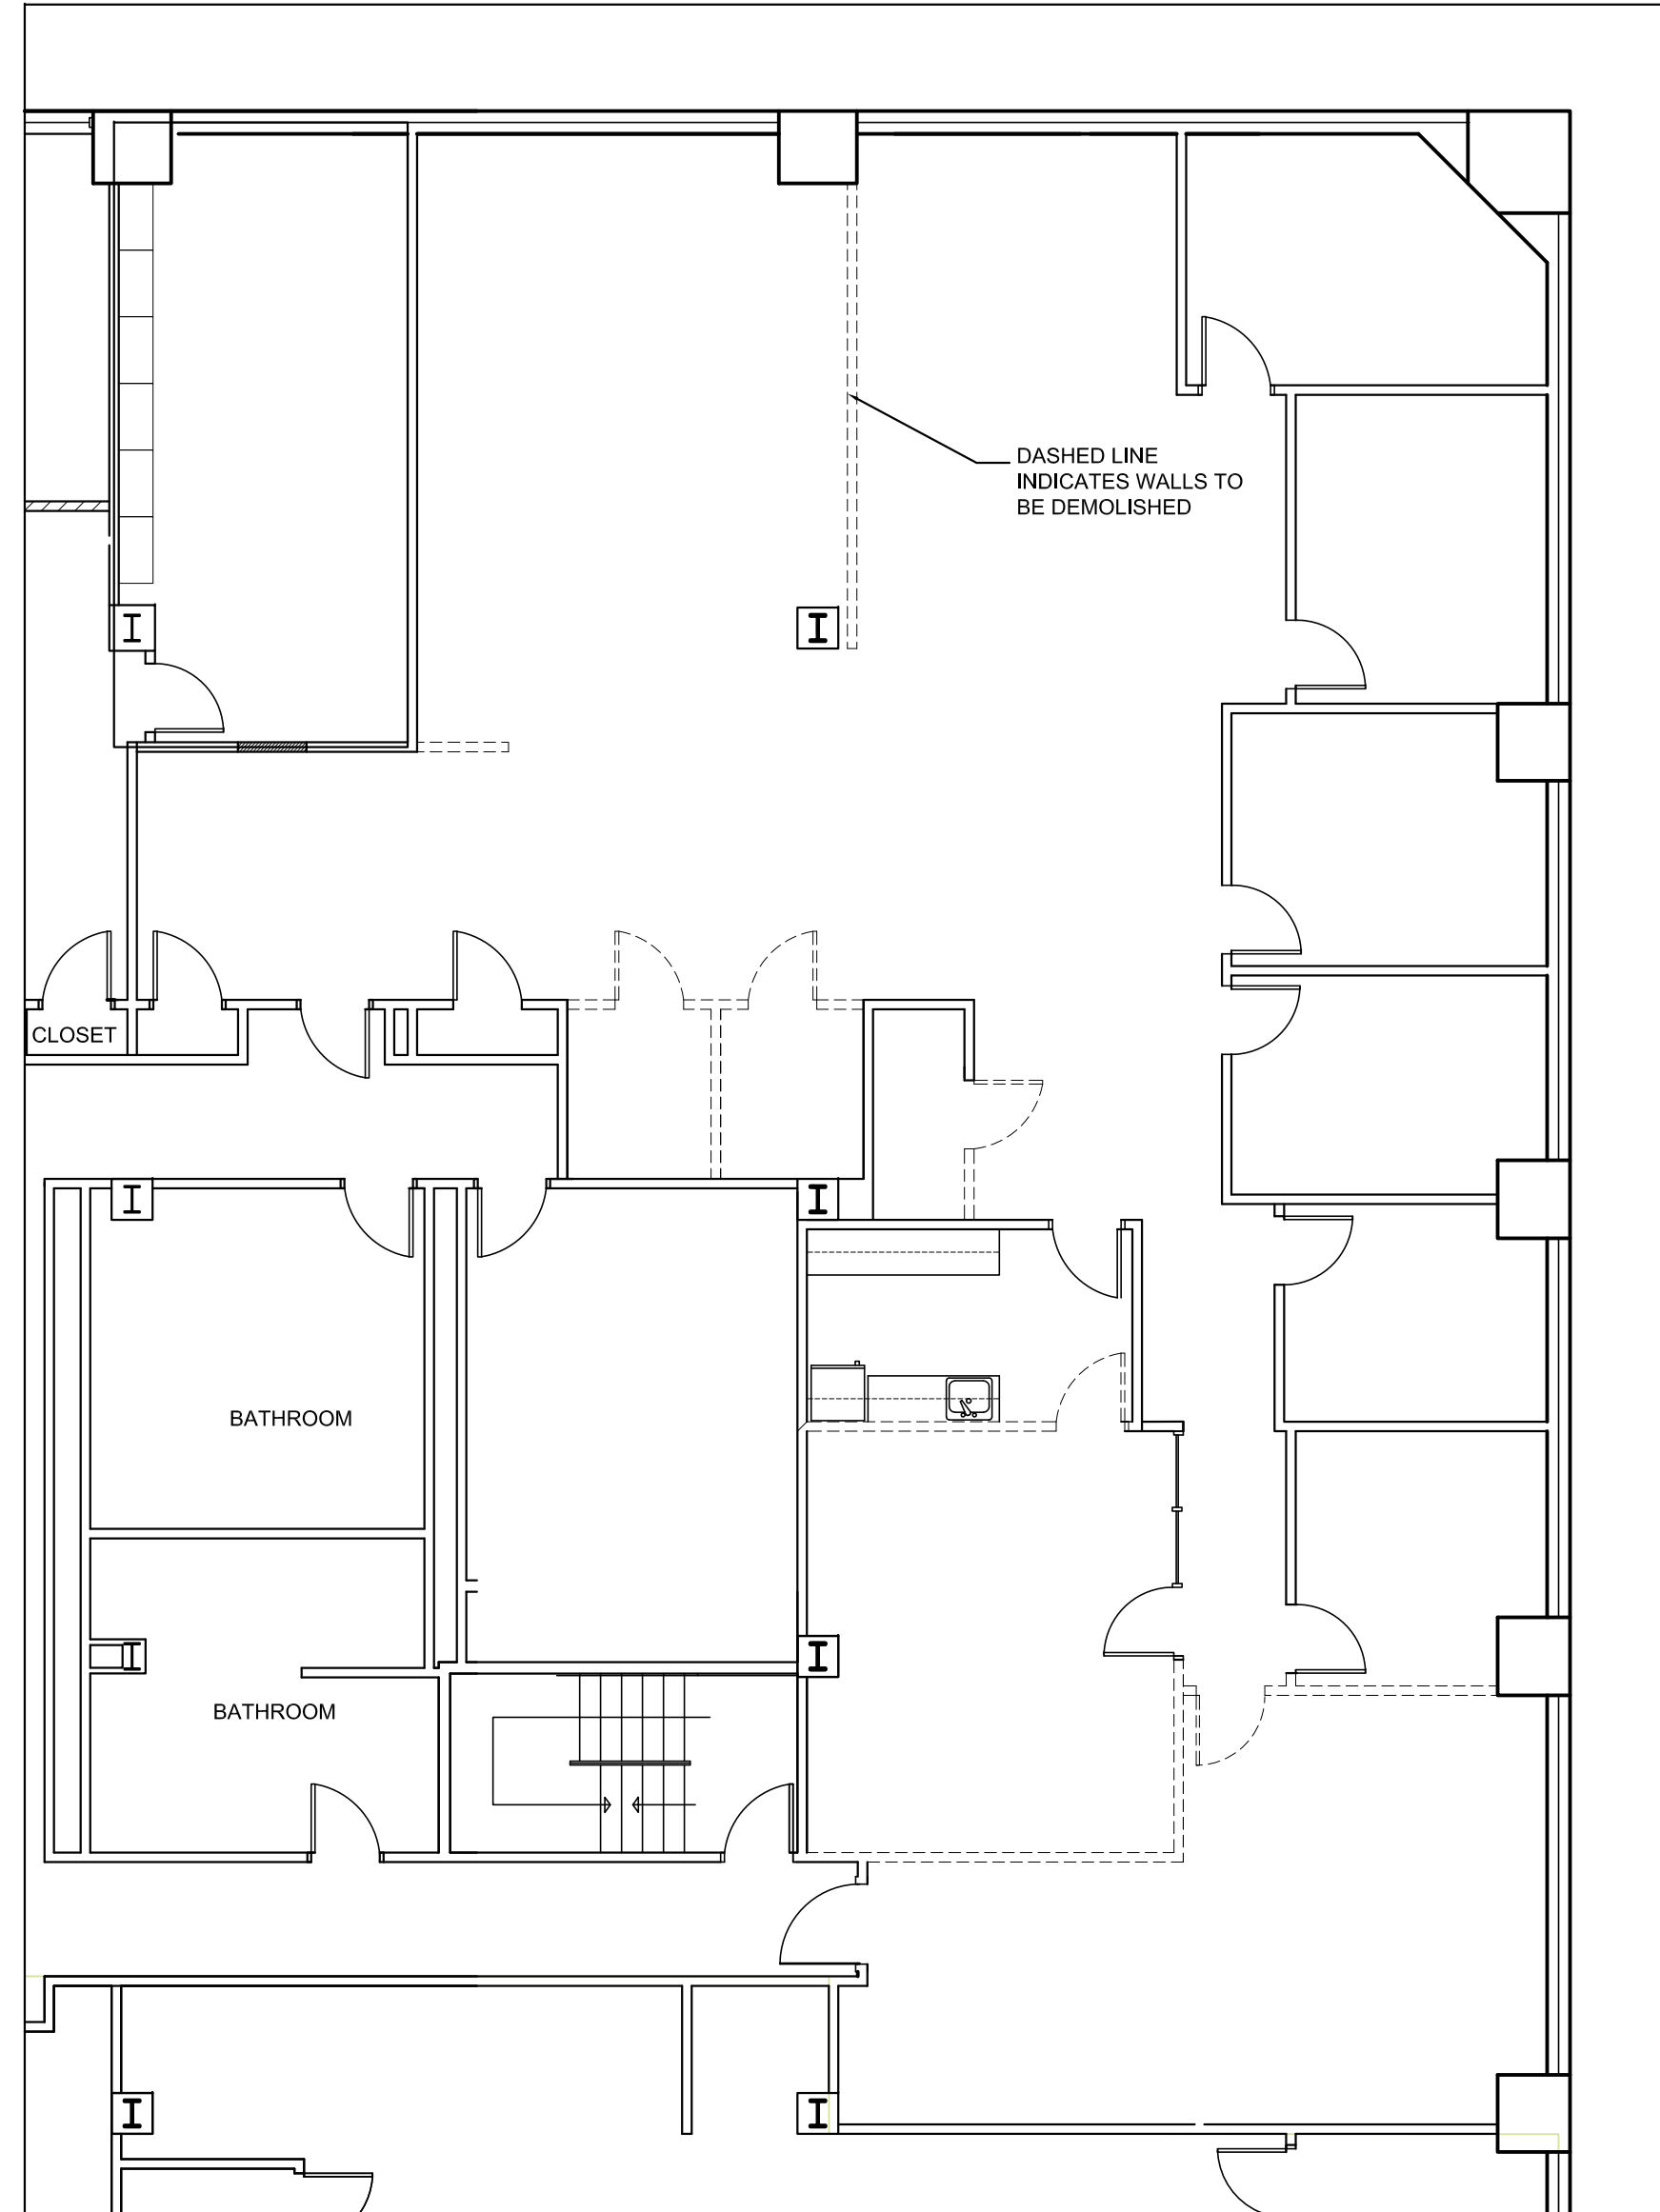 DASHED LINE
INDICATES WALLS TO
BE DEMOLISHED
CLOSET
BATHROOM
BATHROOM